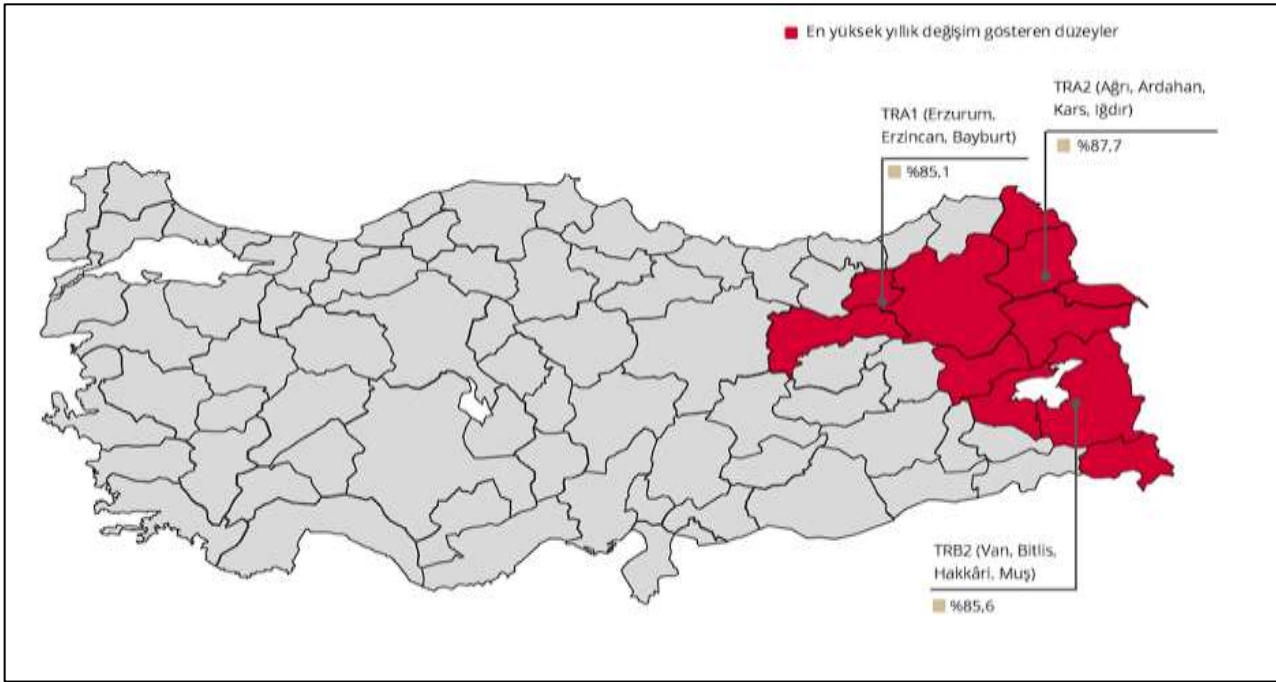 En yüksek yıllık değişim gösteren düzeyler
TRA2 (Ağrı, Ardahan,
Kars, Iğdır)
%87,7
TRA1 (Erzurum,
Erzincan, Bayburt)
%85,1
TRB2 (Van, Bitlis,
Hakkâri, Muş)
%85,6